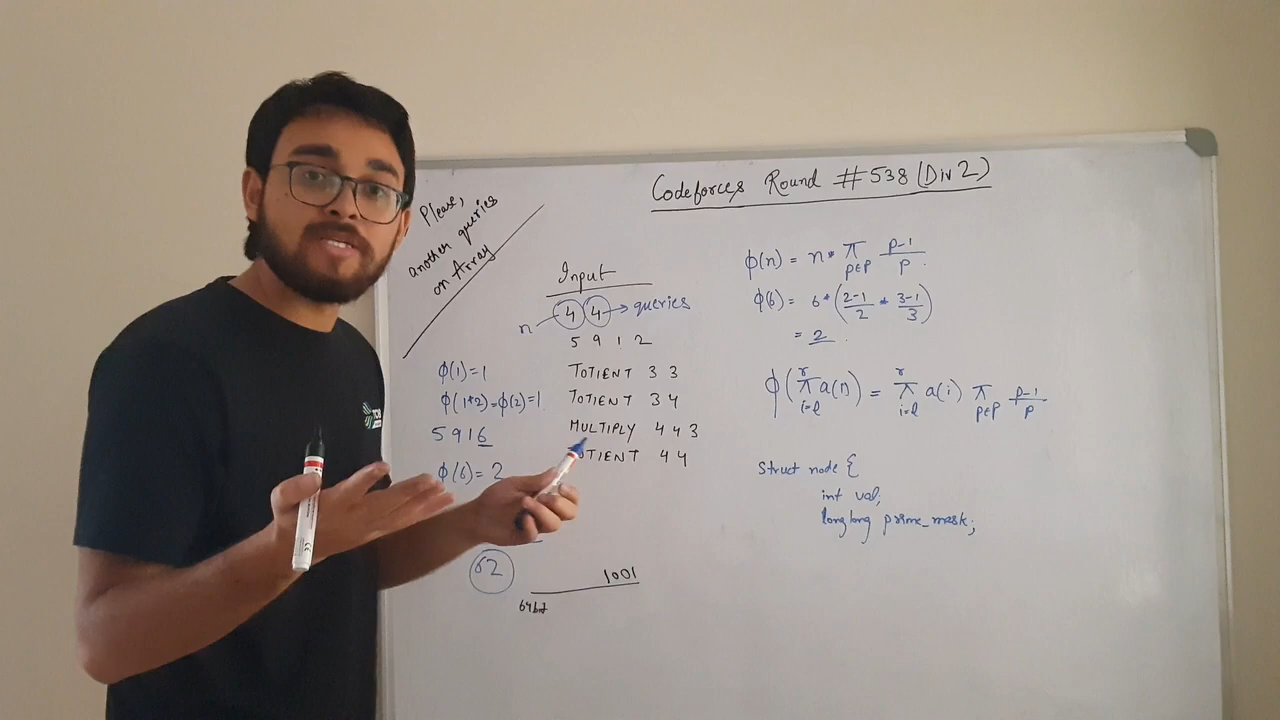 Codeforces Round #538 (Div 2)
Please,
another queries
on Array
Input
n 4 4 → queries
5 9 1 2
TOTIENT 3 3
TOTIENT 3 4
MULTIPLY 4 4 3
TOTIENT 4 4
ϕ(1)=1
ϕ(1*2)=ϕ(2)=1
5 9 1 6
ϕ(6)= 2
62
1001
64bit
ϕ(n) = n * π p∈P p-1/p.
ϕ(6) = 6 * (2-1/2 * 3-1/3)
= 2.
ϕ(r π i=l a(i)) = r π i=l a(i) π p∈P p-1/p
Struct node {
int val;
longlong prime_mask;